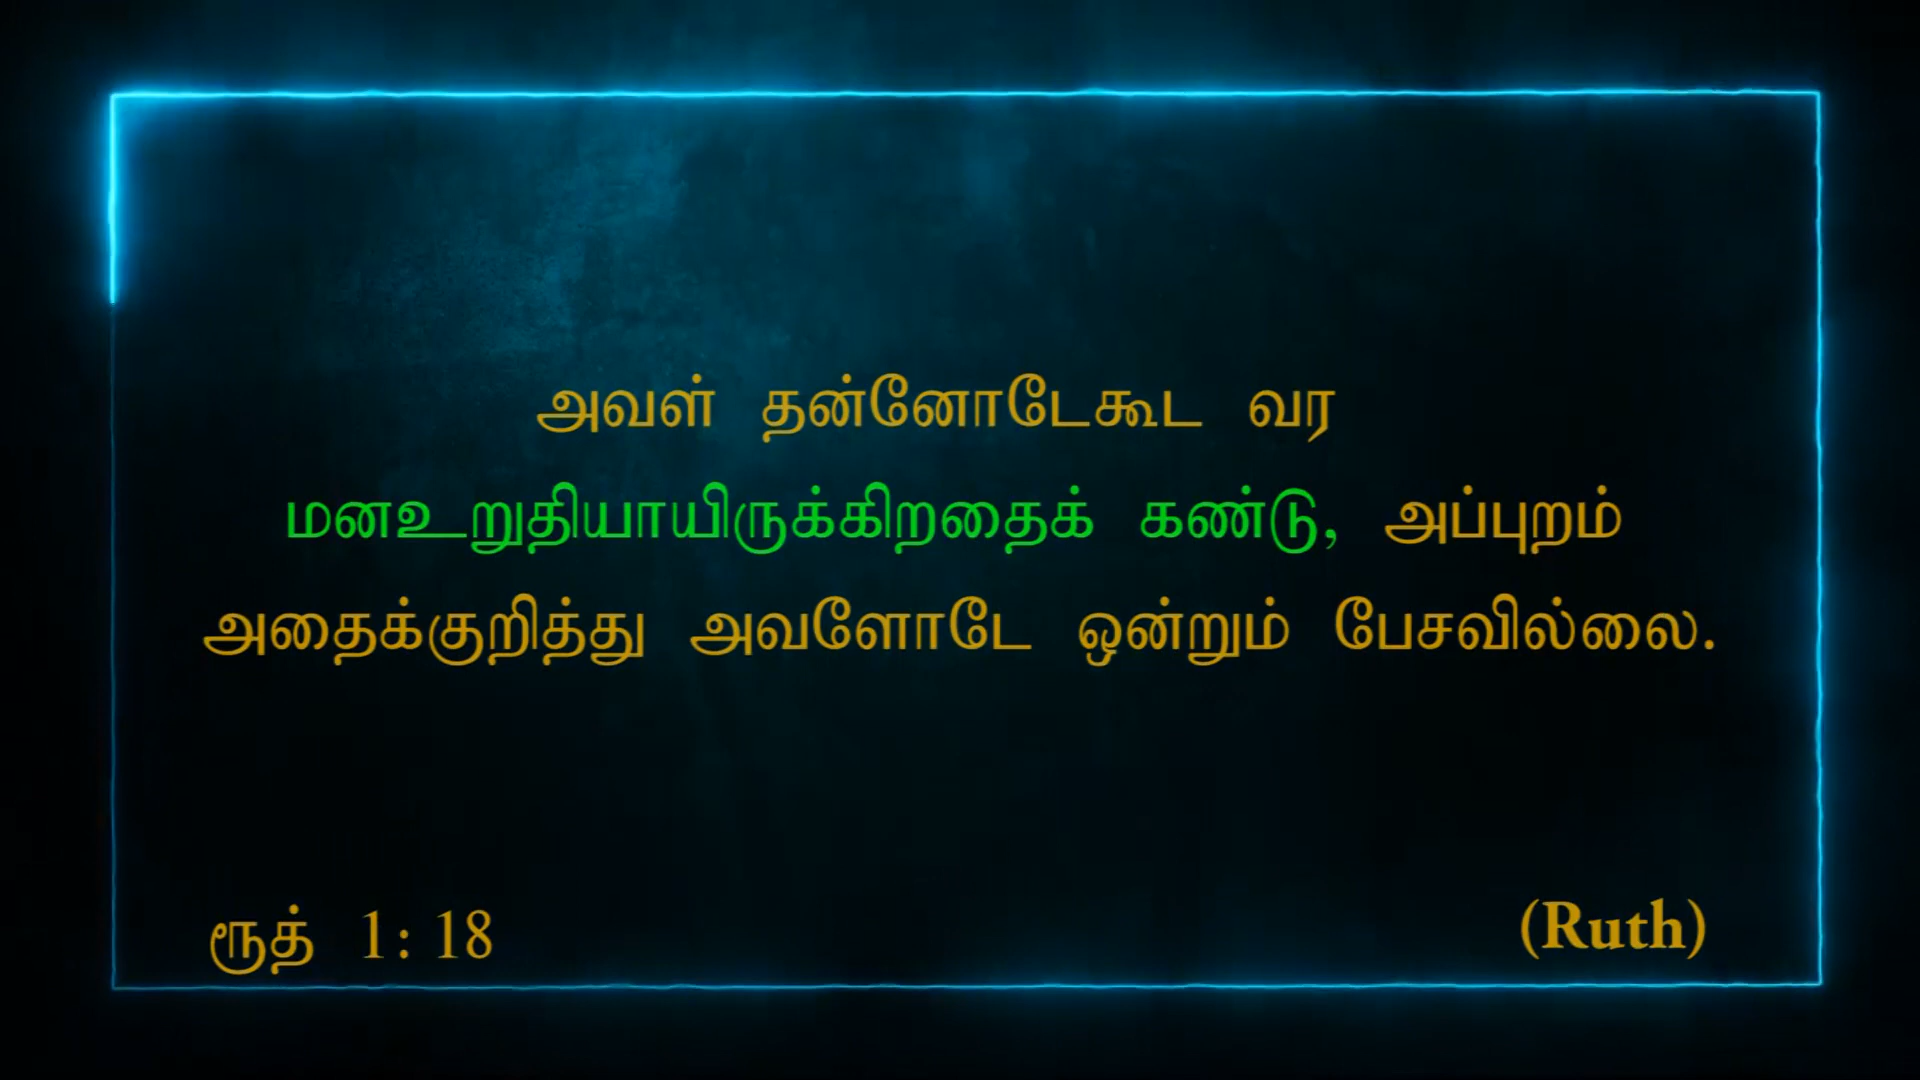 அவள் தன்னோடேகூட வர
மனஉறுதியாயிருக்கிறதைக் கண்டு, அப்புறம்
அதைக்குறித்து அவளோடே ஒன்றும் பேசவில்லை.
ரூத் 1: 18
(Ruth)